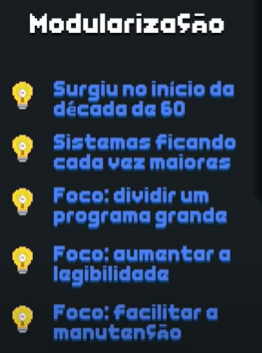 Modularização
Surgiu no início da
década de 60
Sistemas ficando
cada vez maiores
Foco: dividir um
programa grande
Foco: aumentar a
legibilidade
Foco: facilitar a
manutenção